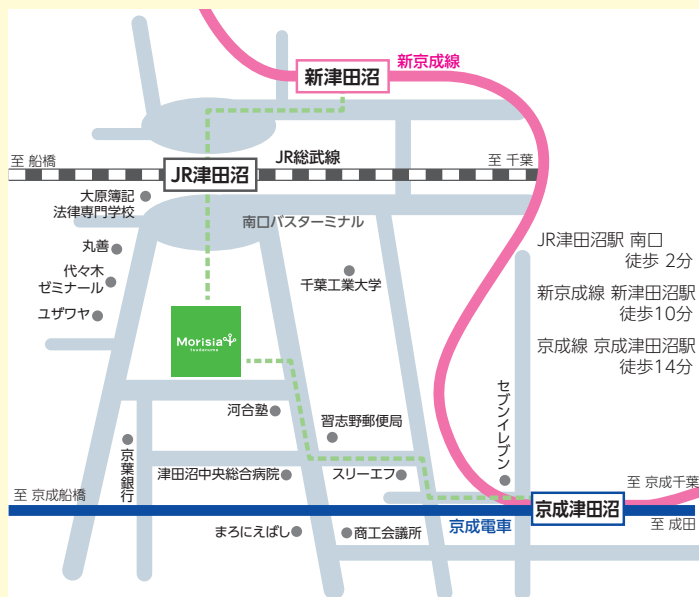 新京成線
新津田沼
至 船橋
JR総武線
至 千葉
JR津田沼
大原簿記
法律専門学校
南口バスターミナル
丸善
代々木
ゼミナール
千葉工業大学
ユザワヤ
JR津田沼駅 南口
徒歩 2分
新京成線 新津田沼駅
徒歩10分
京成線 京成津田沼駅
徒歩14分
Morisia
tsudanuma
セブンイレブン
河合塾
習志野郵便局
京葉銀行
津田沼中央総合病院
スリーエフ
至 京成船橋
至 京成千葉
京成津田沼
京成電車
至 成田
まろにえばし
商工会議所